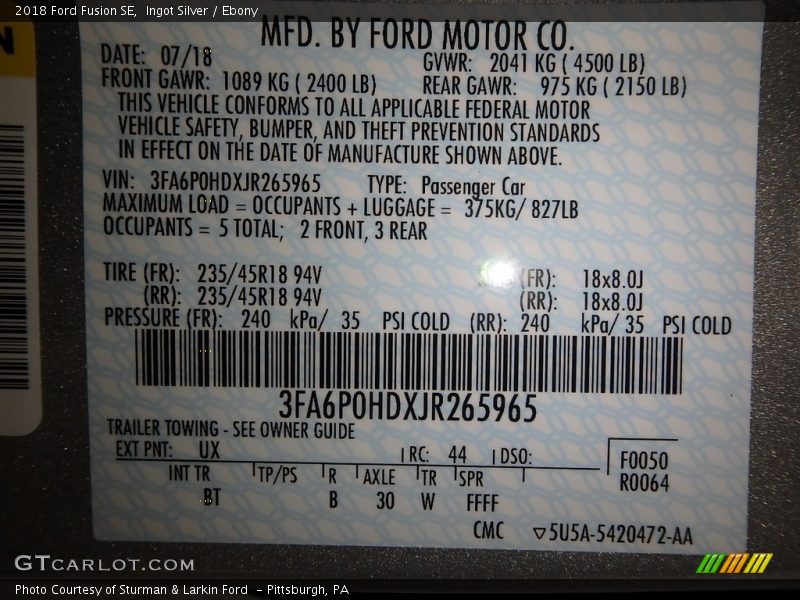 2018 Ford Fusion SE, Ingot Silver / Ebony
MFD. BY FORD MOTOR CO.
DATE: 07/18 GVWR: 2041 KG ( 4500 LB)
FRONT GAWR: 1089 KG ( 2400 LB) REAR GAWR: 975 KG ( 2150 LB)
THIS VEHICLE CONFORMS TO ALL APPLICABLE FEDERAL MOTOR
VEHICLE SAFETY, BUMPER, AND THEFT PREVENTION STANDARDS
IN EFFECT ON THE DATE OF MANUFACTURE SHOWN ABOVE.
VIN: 3FA6P0HDXJR265965 TYPE: Passenger Car
MAXIMUM LOAD = OCCUPANTS + LUGGAGE = 375KG/ 827LB
OCCUPANTS = 5 TOTAL; 2 FRONT, 3 REAR
TIRE (FR): 235/45R18 94V (FR): 18x8.0J
(RR): 235/45R18 94V (RR): 18x8.0J
PRESSURE (FR): 240 kPa/ 35 PSI COLD (RR): 240 kPa/ 35 PSI COLD
3FA6P0HDXJR265965
TRAILER TOWING - SEE OWNER GUIDE
EXT PNT: UX RC: 44 DSO: F0050
R0064
INT TR TP/PS R AXLE TR SPR
BT B 30 W FFFF
CMC ▽5U5A-5420472-AA
GTCARLOT.COM
Photo Courtesy of Sturman & Larkin Ford - Pittsburgh, PA